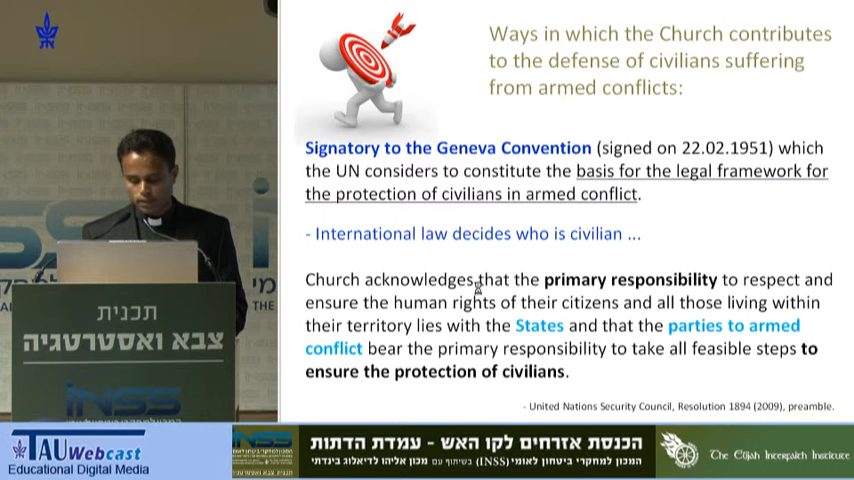 Ways in which the Church contributes
to the defense of civilians suffering
from armed conflicts:
Signatory to the Geneva Convention (signed on 22.02.1951) which
the UN considers to constitute the basis for the legal framework for
the protection of civilians in armed conflict.
- International law decides who is civilian ...
Church acknowledges that the primary responsibility to respect and
ensure the human rights of their citizens and all those living within
their territory lies with the States and that the parties to armed
conflict bear the primary responsibility to take all feasible steps to
ensure the protection of civilians.
- United Nations Security Council, Resolution 1894 (2009), preamble.
THE
תכנית
צבא ואסטרטגיה
INSS
TAU Webcast
Educational Digital Media
INSS
הכנסת אזרחים לקו האש - עמדת הדתות
המכון למחקרי ביטחון לאומי (INSS) בשיתוף עם מכון אליהו לדיאלוג בינדתי
The Elijah Interfaith Institute